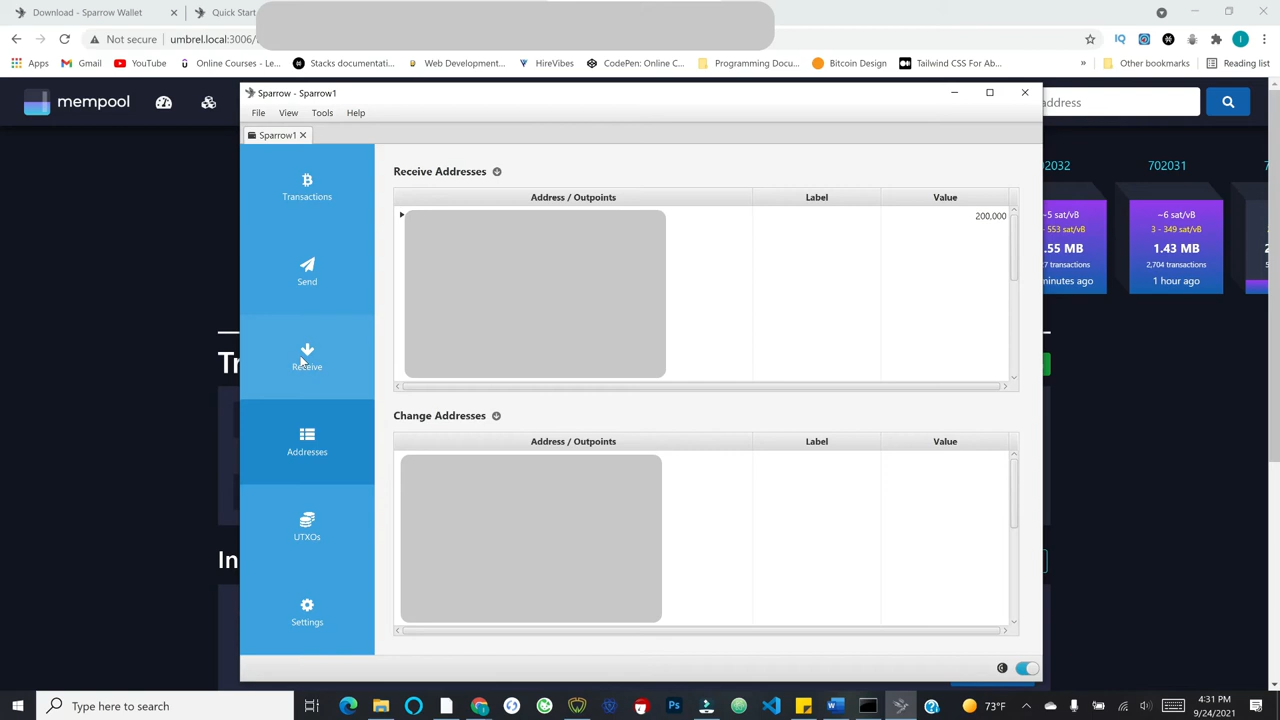 Download - Sparrow Wallet
Quick Start
Not secure
umbrel.local:3006/
Apps
Gmail
YouTube
Online Courses - Le...
Stacks documentati...
Web Development...
HireVibes
CodePen: Online C...
Programming Docu...
Bitcoin Design
Tailwind CSS For Ab...
»
Other bookmarks
Reading list
IQ
I
mempool
address
Sparrow - Sparrow1
File
View
Tools
Help
Sparrow1
Transactions
Send
Receive
Addresses
UTXOs
Settings
Receive Addresses
Address / Outpoints
Label
Value
200,000
Change Addresses
Address / Outpoints
Label
Value
702032
702031
7
~5 sat/vB
- 553 sat/vB
.55 MB
7 transactions
minutes ago
~6 sat/vB
3 - 349 sat/vB
1.43 MB
2,704 transactions
1 hour ago
2
Tr
In
Type here to search
73°F
4:31 PM
9/24/2021